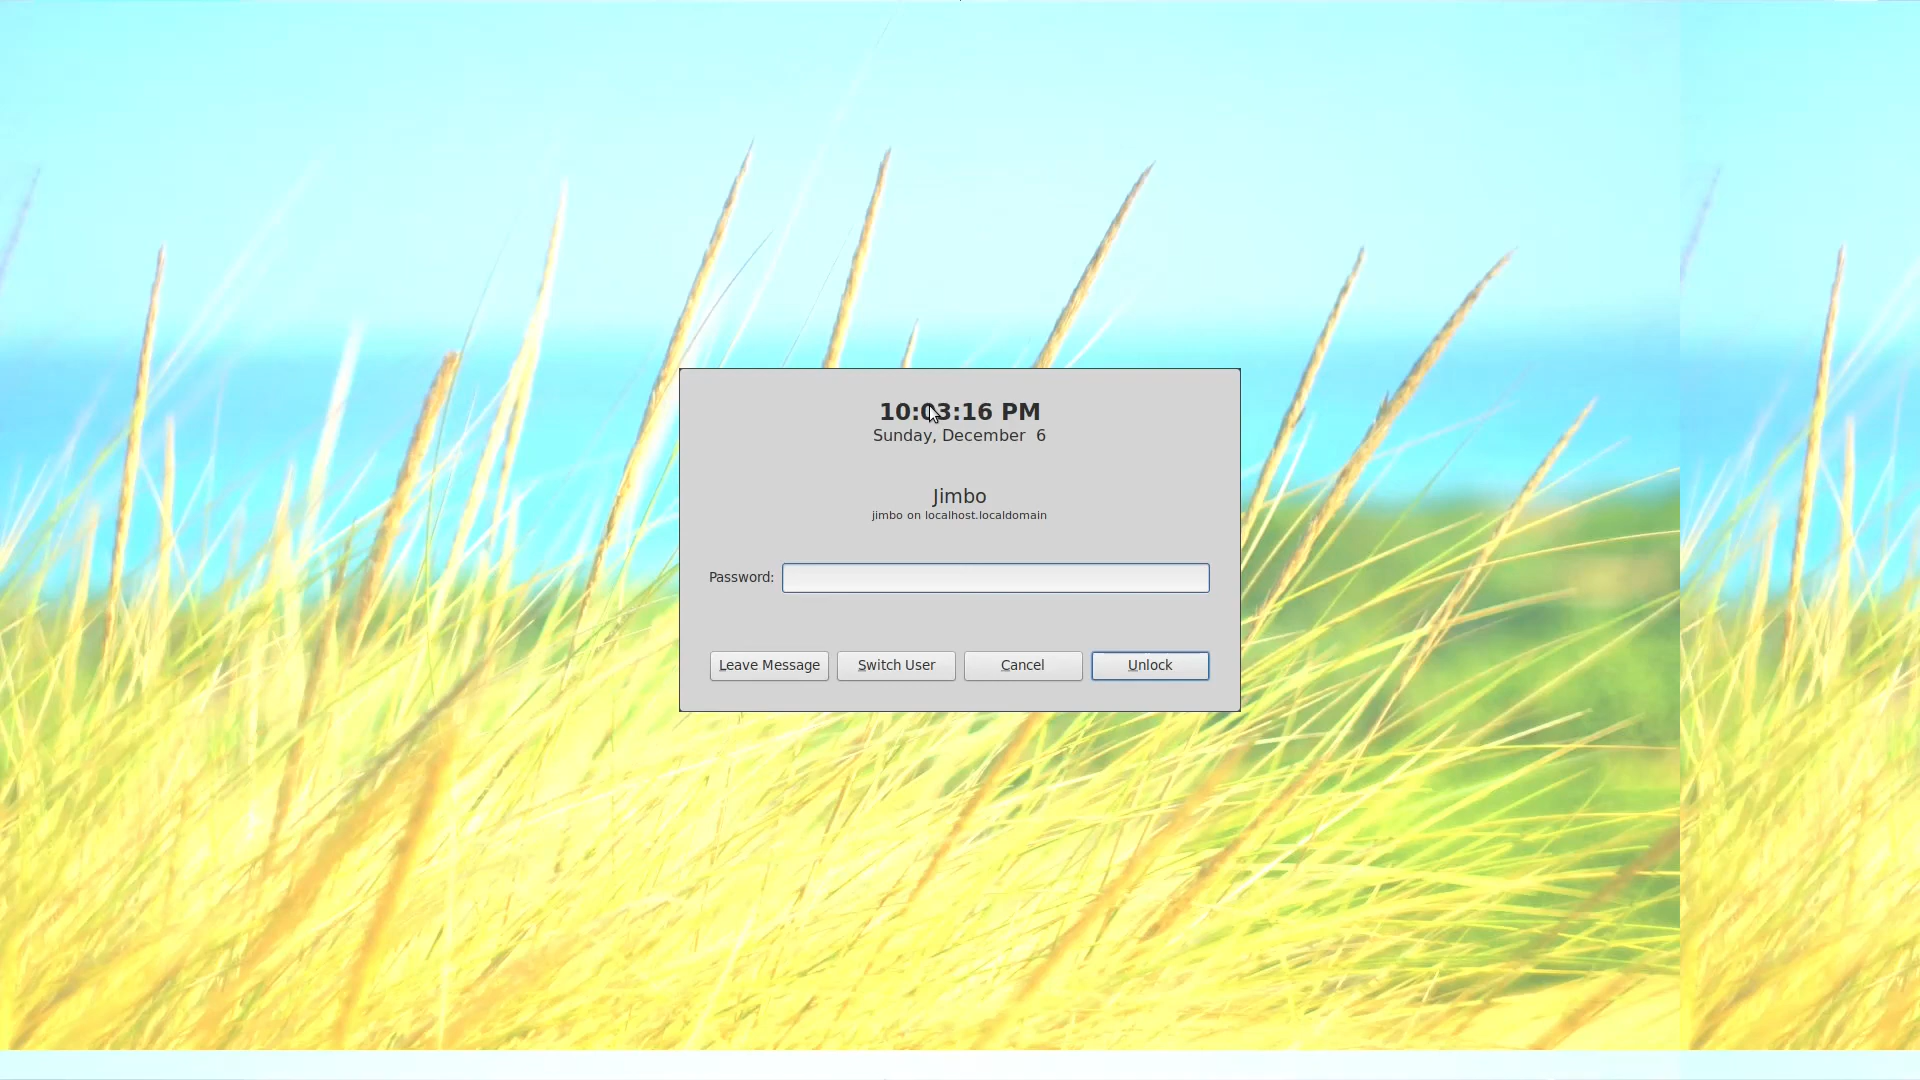 10:03:16 PM
Sunday, December  6
Jimbo
jimbo on localhost.localdomain
Password:
Leave Message
Switch User
Cancel
Unlock